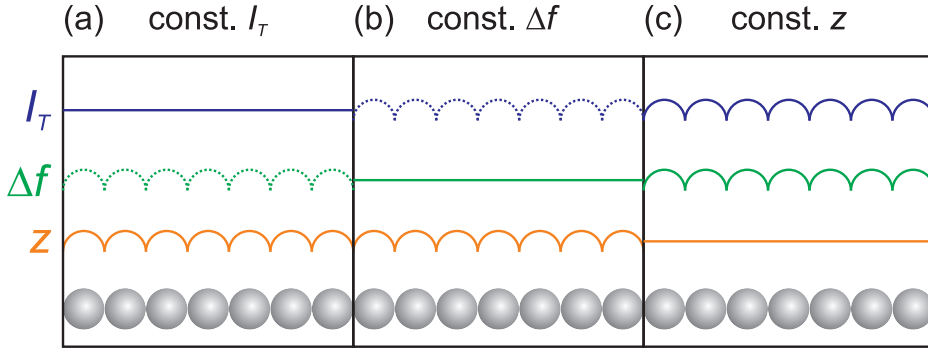 (a) const. I_T (b) const. Δf (c) const. z
I_T
Δf
z